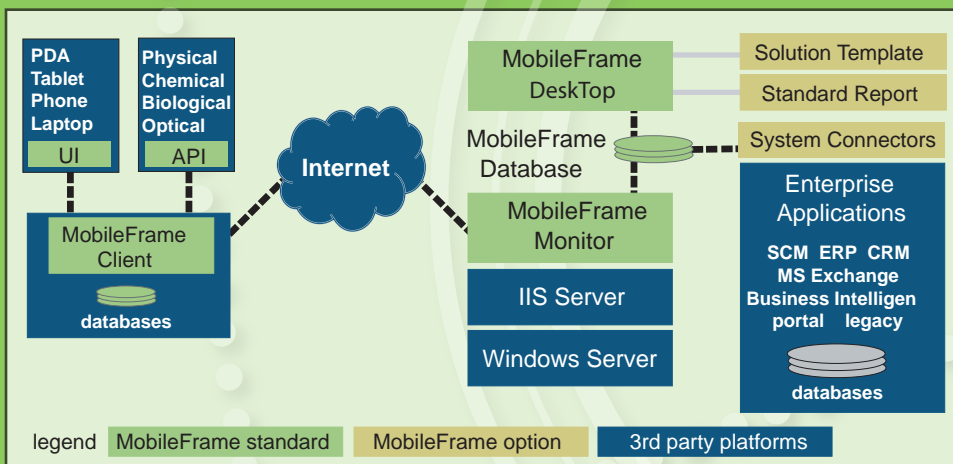 PDA
Tablet
Phone
Laptop
UI
Physical
Chemical
Biological
Optical
API
MobileFrame
Client
databases
Internet
MobileFrame
DeskTop
MobileFrame
Database
MobileFrame
Monitor
IIS Server
Windows Server
Solution Template
Standard Report
System Connectors
Enterprise
Applications
SCM ERP CRM
MS Exchange
Business Intelligen
portal legacy
databases
legend MobileFrame standard MobileFrame option 3rd party platforms